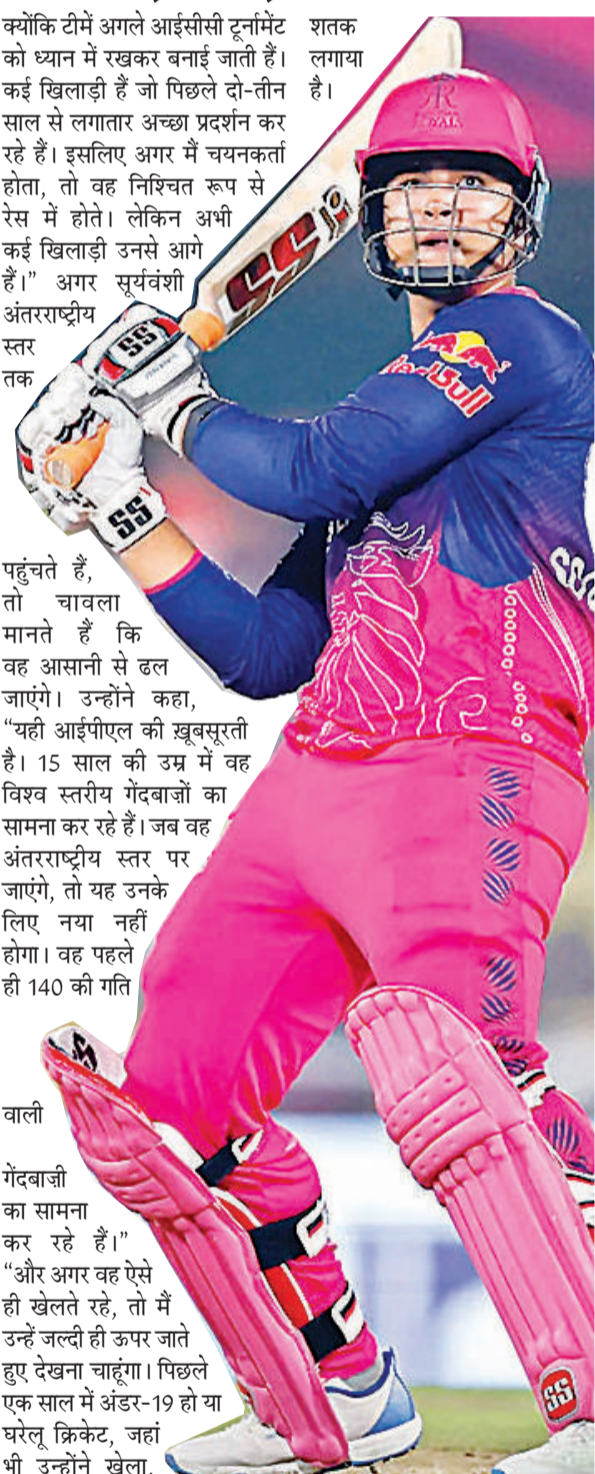 क्योंकि टीमें अगले आईसीसी टूर्नामेंट
को ध्यान में रखकर बनाई जाती हैं।
कई खिलाड़ी हैं जो पिछले दो-तीन
साल से लगातार अच्छा प्रदर्शन कर
रहे हैं। इसलिए अगर मैं चयनकर्ता
होता, तो वह निश्चित रूप से
रेस में होते। लेकिन अभी
कई खिलाड़ी उनसे आगे
हैं।” अगर सूर्यवंशी
अंतरराष्ट्रीय
स्तर
तक
पहुंचते हैं,
तो चावला
मानते हैं कि
वह आसानी से ढल
जाएंगे। उन्होंने कहा,
“यही आईपीएल की ख़ूबसूरती
है। 15 साल की उम्र में वह
विश्व स्तरीय गेंदबाज़ों का
सामना कर रहे हैं। जब वह
अंतरराष्ट्रीय स्तर पर
जाएंगे, तो यह उनके
लिए नया नहीं
होगा। वह पहले
ही 140 की गति
वाली
गेंदबाज़ी
का सामना
कर रहे हैं।”
“और अगर वह ऐसे
ही खेलते रहे, तो मैं
उन्हें जल्दी ही ऊपर जाते
हुए देखना चाहूंगा। पिछले
एक साल में अंडर-19 हो या
घरेलू क्रिकेट, जहां
भी उन्होंने खेला,
शतक
लगाया
है।
R
SS
SS
SS
Red Bull
SS
SS